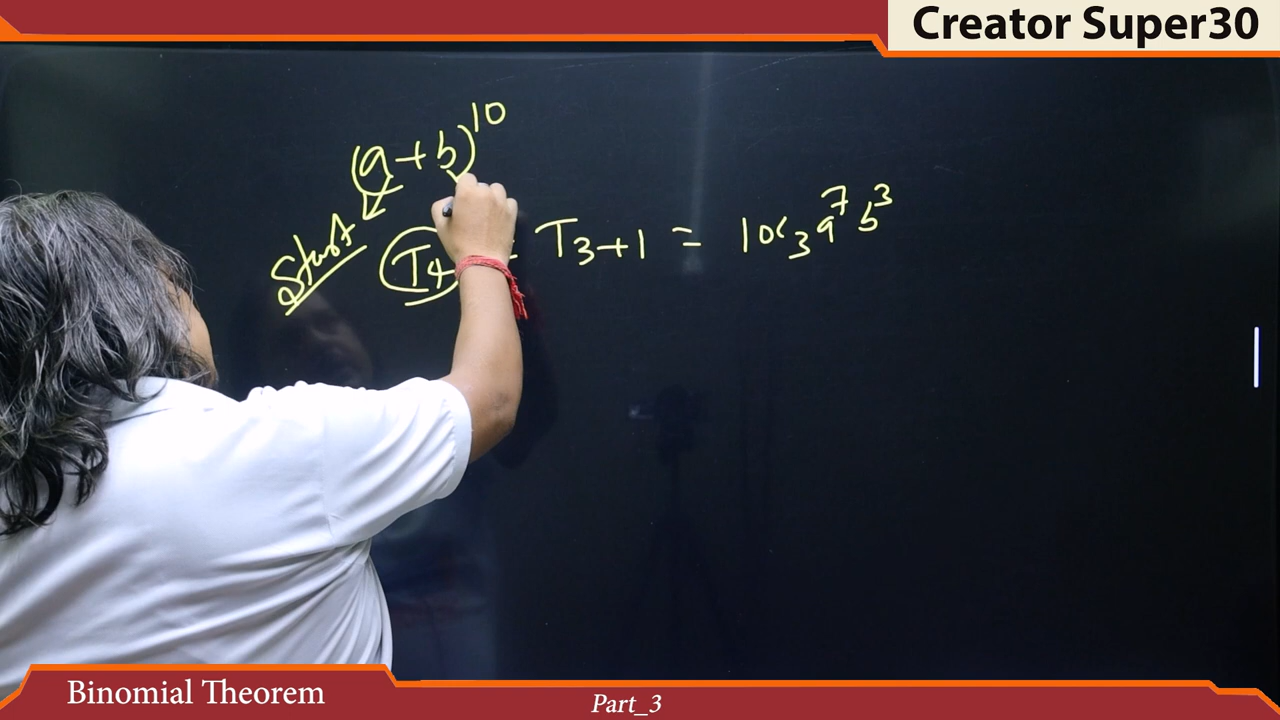 Creator Super30
(a+b)^10
Start
T4 = T3+1 = 10C3 a^7 b^3
Binomial Theorem
Part_3